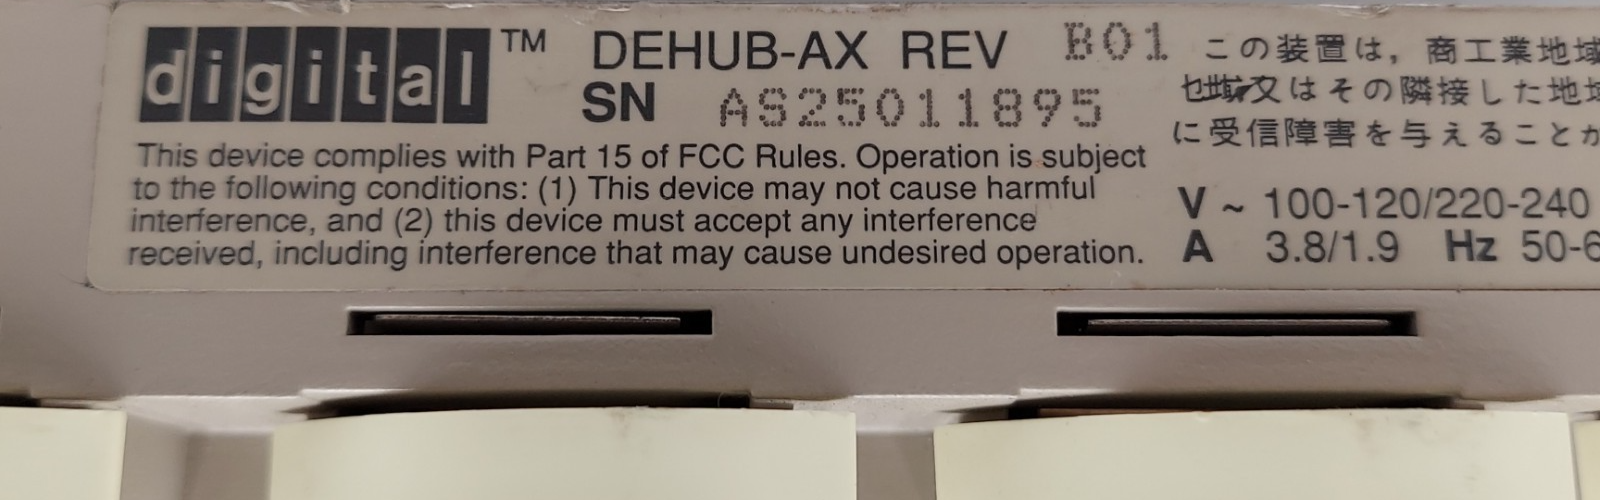 digital™ DEHUB-AX REV B01
SN AS25011895
This device complies with Part 15 of FCC Rules. Operation is subject
to the following conditions: (1) This device may not cause harmful
interference, and (2) this device must accept any interference
received, including interference that may cause undesired operation.
この装置は, 商工業地域
又はその隣接した地域
に受信障害を与えることが
V ~ 100-120/220-240
A 3.8/1.9 Hz 50-6